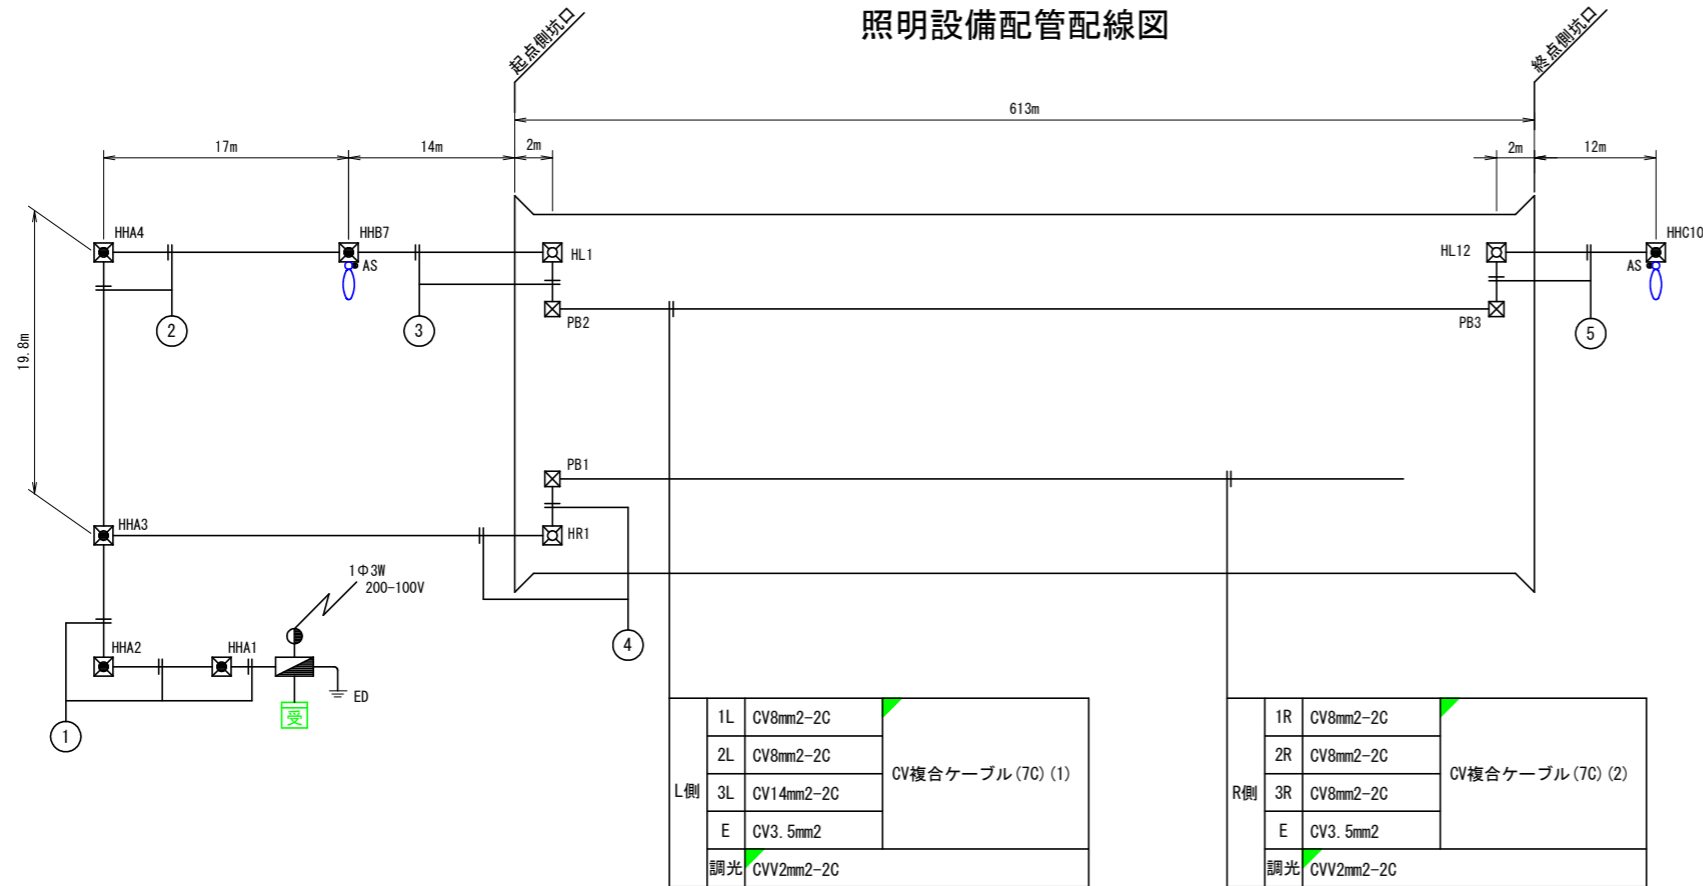 照明設備配管配線図
起点側坑口
終点側坑口
613m
17m
14m
2m
2m
12m
HHA4
HHB7
AS
HL1
HL12
HHC10
AS
19.8m
2
3
PB2
PB3
5
PB1
HHA3
HR1
1Φ3W
200-100V
4
HHA2
HHA1
ED
受
1
L側
1L CV8mm2-2C
2L CV8mm2-2C
3L CV14mm2-2C
E CV3.5mm2
CV複合ケーブル(7C)(1)
調光 CVV2mm2-2C
R側
1R CV8mm2-2C
2R CV8mm2-2C
3R CV8mm2-2C
E CV3.5mm2
CV複合ケーブル(7C)(2)
調光 CVV2mm2-2C